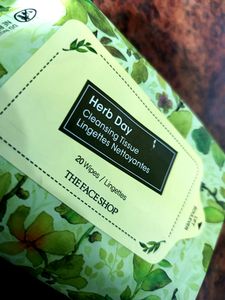 Herb Day
Cleansing Tissue
Lingettes Nettoyantes
20 Wipes / Lingettes
THE FACE SHOP